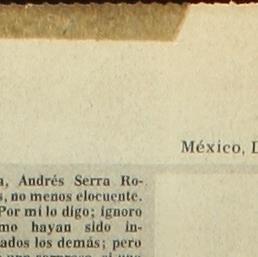 México, D
a, Andrés Serra Ro-
s, no menos elocuente.
Por mí lo digo; ignoro
mo hayan sido in-
ados los demás; pero